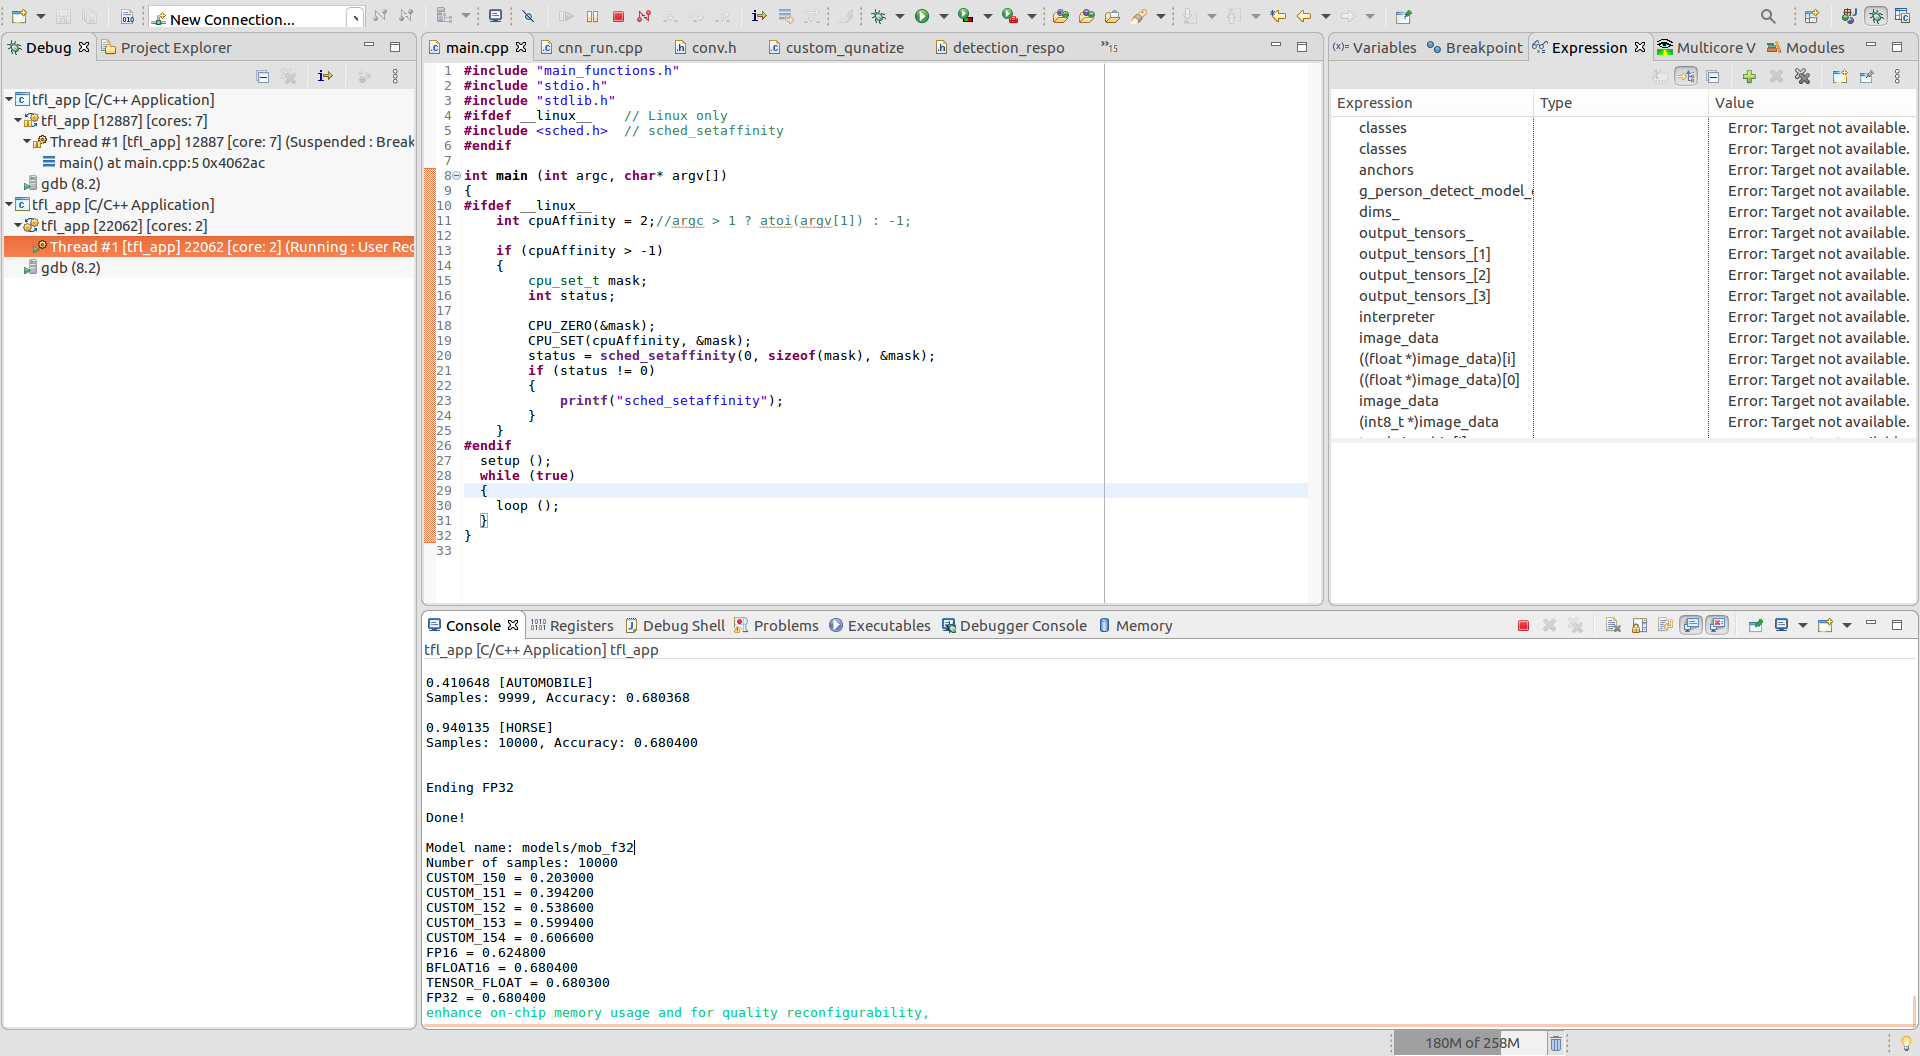 New Connection...
Debug
Project Explorer
tfl_app [C/C++ Application]
tfl_app [12887] [cores: 7]
Thread #1 [tfl_app] 12887 [core: 7] (Suspended : Break
main() at main.cpp:5 0x4062ac
gdb (8.2)
tfl_app [C/C++ Application]
tfl_app [22062] [cores: 2]
Thread #1 [tfl_app] 22062 [core: 2] (Running : User Rec
gdb (8.2)
main.cpp
cnn_run.cpp
conv.h
custom_qunatize
detection_respo
»15
1 #include "main_functions.h"
2 #include "stdio.h"
3 #include "stdlib.h"
4 #ifdef __linux__    // Linux only
5 #include <sched.h>  // sched_setaffinity
6 #endif
7
8 int main (int argc, char* argv[])
9 {
10 #ifdef __linux__
11     int cpuAffinity = 2;//argc > 1 ? atoi(argv[1]) : -1;
12
13     if (cpuAffinity > -1)
14     {
15         cpu_set_t mask;
16         int status;
17
18         CPU_ZERO(&mask);
19         CPU_SET(cpuAffinity, &mask);
20         status = sched_setaffinity(0, sizeof(mask), &mask);
21         if (status != 0)
22         {
23             printf("sched_setaffinity");
24         }
25     }
26 #endif
27   setup ();
28   while (true)
29   {
30     loop ();
31   }
32 }
33
(x)= Variables
Breakpoint
Expression
Multicore V
Modules
Expression Type Value
classes Error: Target not available.
classes Error: Target not available.
anchors Error: Target not available.
g_person_detect_model_ Error: Target not available.
dims_ Error: Target not available.
output_tensors_ Error: Target not available.
output_tensors_[1] Error: Target not available.
output_tensors_[2] Error: Target not available.
output_tensors_[3] Error: Target not available.
interpreter Error: Target not available.
image_data Error: Target not available.
((float *)image_data)[i] Error: Target not available.
((float *)image_data)[0] Error: Target not available.
image_data Error: Target not available.
(int8_t *)image_data Error: Target not available.
Console
Registers
Debug Shell
Problems
Executables
Debugger Console
Memory
tfl_app [C/C++ Application] tfl_app
0.410648 [AUTOMOBILE]
Samples: 9999, Accuracy: 0.680368
0.940135 [HORSE]
Samples: 10000, Accuracy: 0.680400
Ending FP32
Done!
Model name: models/mob_f32
Number of samples: 10000
CUSTOM_150 = 0.203000
CUSTOM_151 = 0.394200
CUSTOM_152 = 0.538600
CUSTOM_153 = 0.599400
CUSTOM_154 = 0.606600
FP16 = 0.624800
BFLOAT16 = 0.680400
TENSOR_FLOAT = 0.680300
FP32 = 0.680400
enhance on-chip memory usage and for quality reconfigurability,
180M of 258M